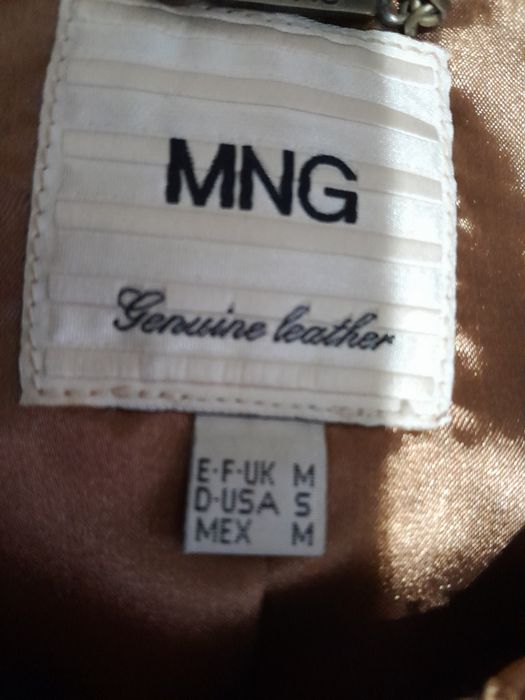 MNG
Genuine leather
E-F-UK M
D-USA S
MEX M